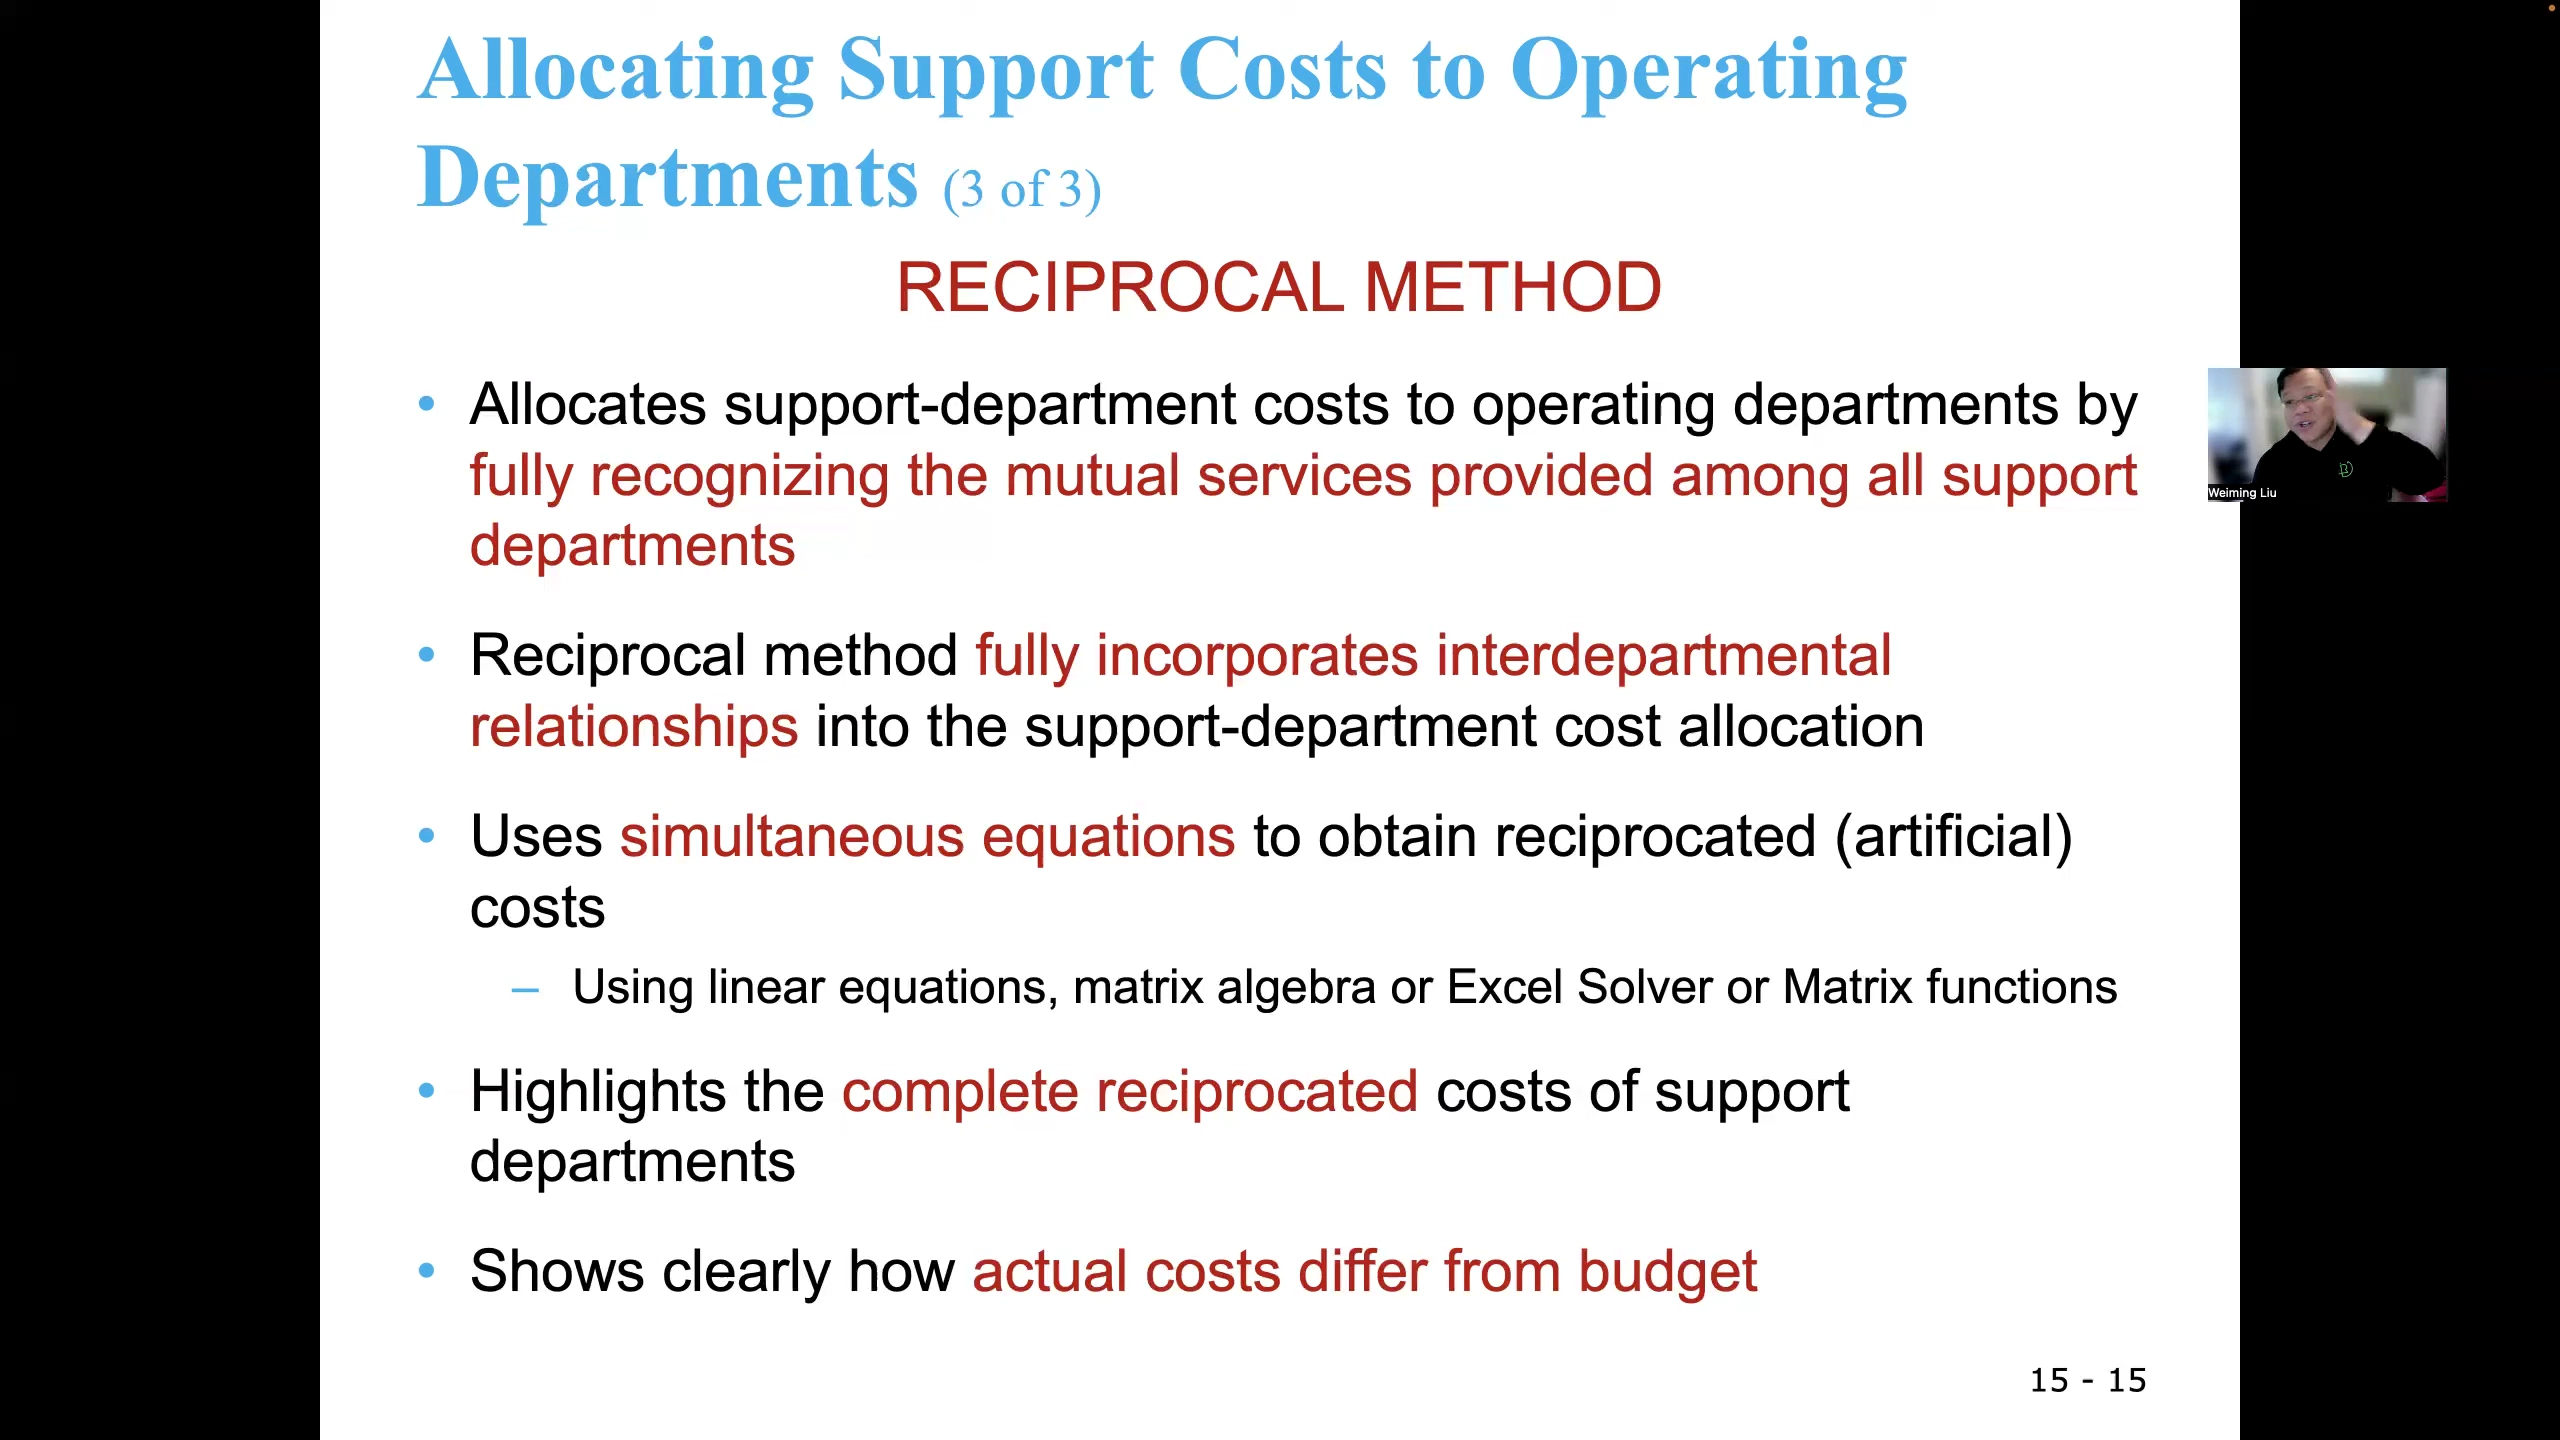 Allocating Support Costs to Operating
Departments (3 of 3)
RECIPROCAL METHOD
• Allocates support-department costs to operating departments by
fully recognizing the mutual services provided among all support
departments
• Reciprocal method fully incorporates interdepartmental
relationships into the support-department cost allocation
• Uses simultaneous equations to obtain reciprocated (artificial)
costs
– Using linear equations, matrix algebra or Excel Solver or Matrix functions
• Highlights the complete reciprocated costs of support
departments
• Shows clearly how actual costs differ from budget
15 - 15
Weiming Liu